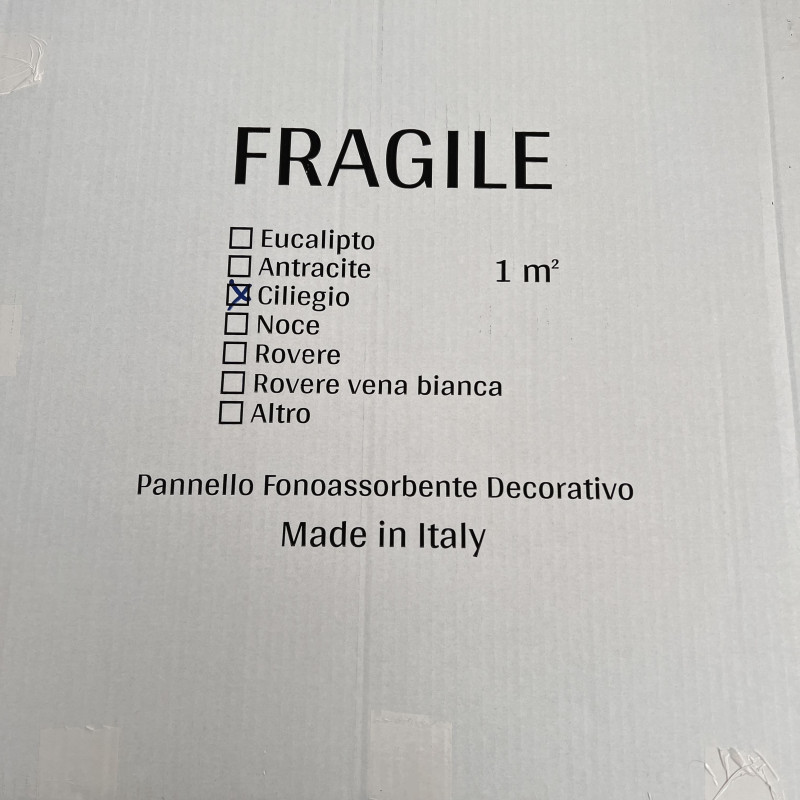 FRAGILE
Eucalipto
Antracite
1 m²
Ciliegio
Noce
Rovere
Rovere vena bianca
Altro
Pannello Fonoassorbente Decorativo
Made in Italy